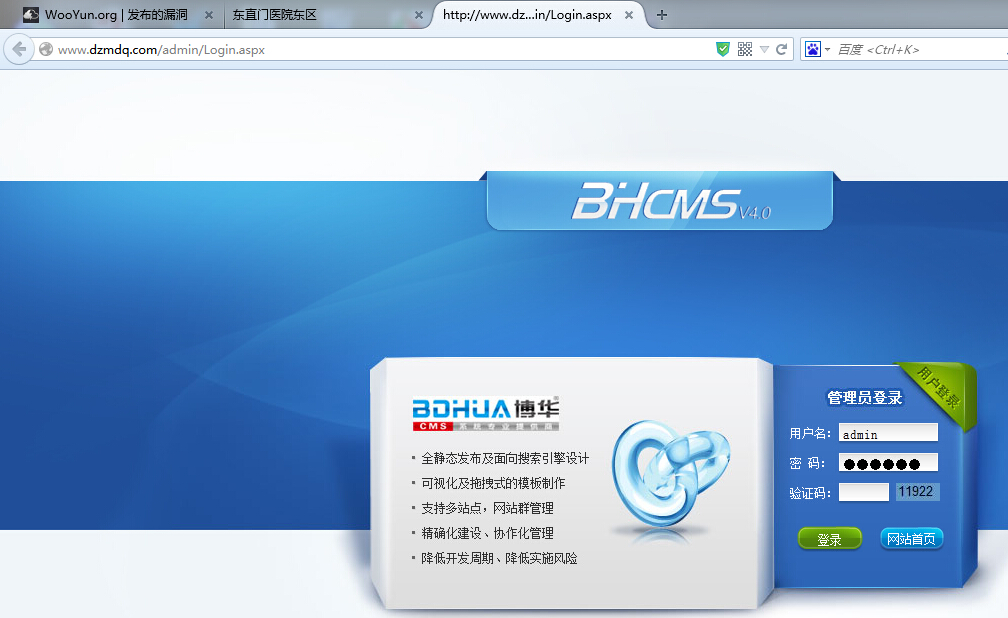 WooYun.org | 发布的漏洞
东直门医院东区
http://www.dz...in/Login.aspx
www.dzmdq.com/admin/Login.aspx
百度 <Ctrl+K>
BHCMS V4.0
用户登录
管理员登录
BOHUA 博华
CMS
用户名: admin
密 码: ●●●●●●
验证码: 11922
登录 网站首页
· 全静态发布及面向搜索引擎设计
· 可视化及拖拽式的模板制作
· 支持多站点，网站群管理
· 精确化建设、协作化管理
· 降低开发周期、降低实施风险